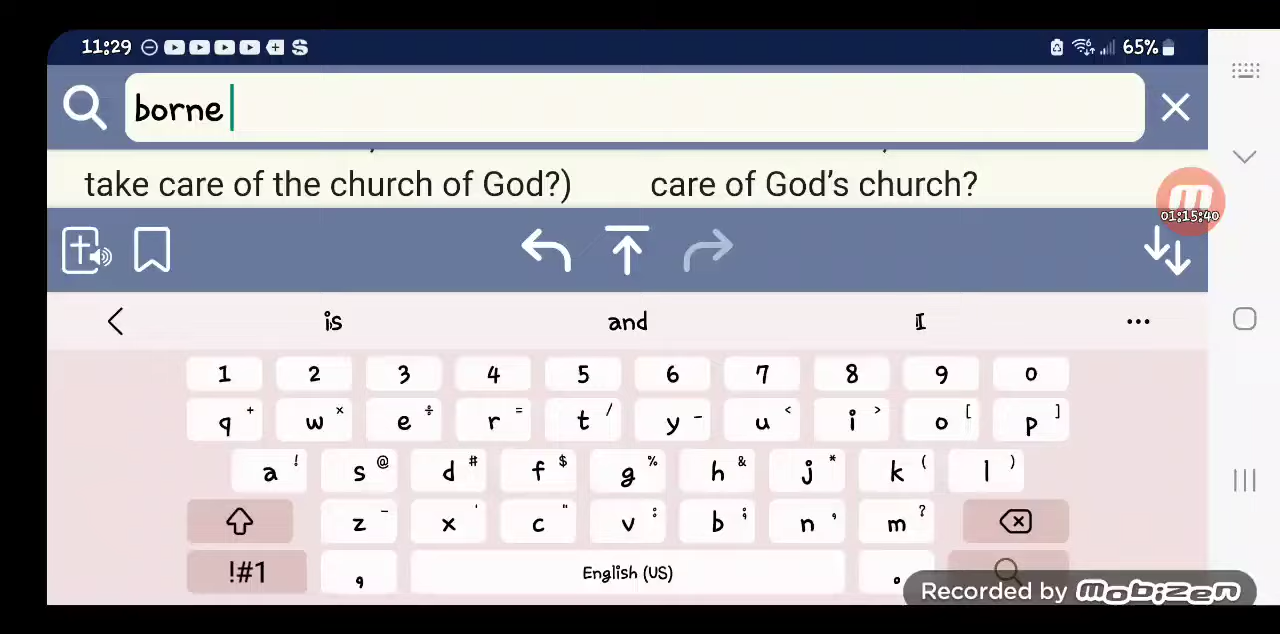 11:29 65%
borne
take care of the church of God?) care of God’s church?
01:15:40
is and I ...
1 2 3 4 5 6 7 8 9 0
q + w × e ÷ r = t / y - u < i > o [ p ]
a ! s @ d # f $ g % h & j * k ( l )
z - x ' c " v : b ; n , m ?
!#1 , English (US) .
Recorded by mobizen